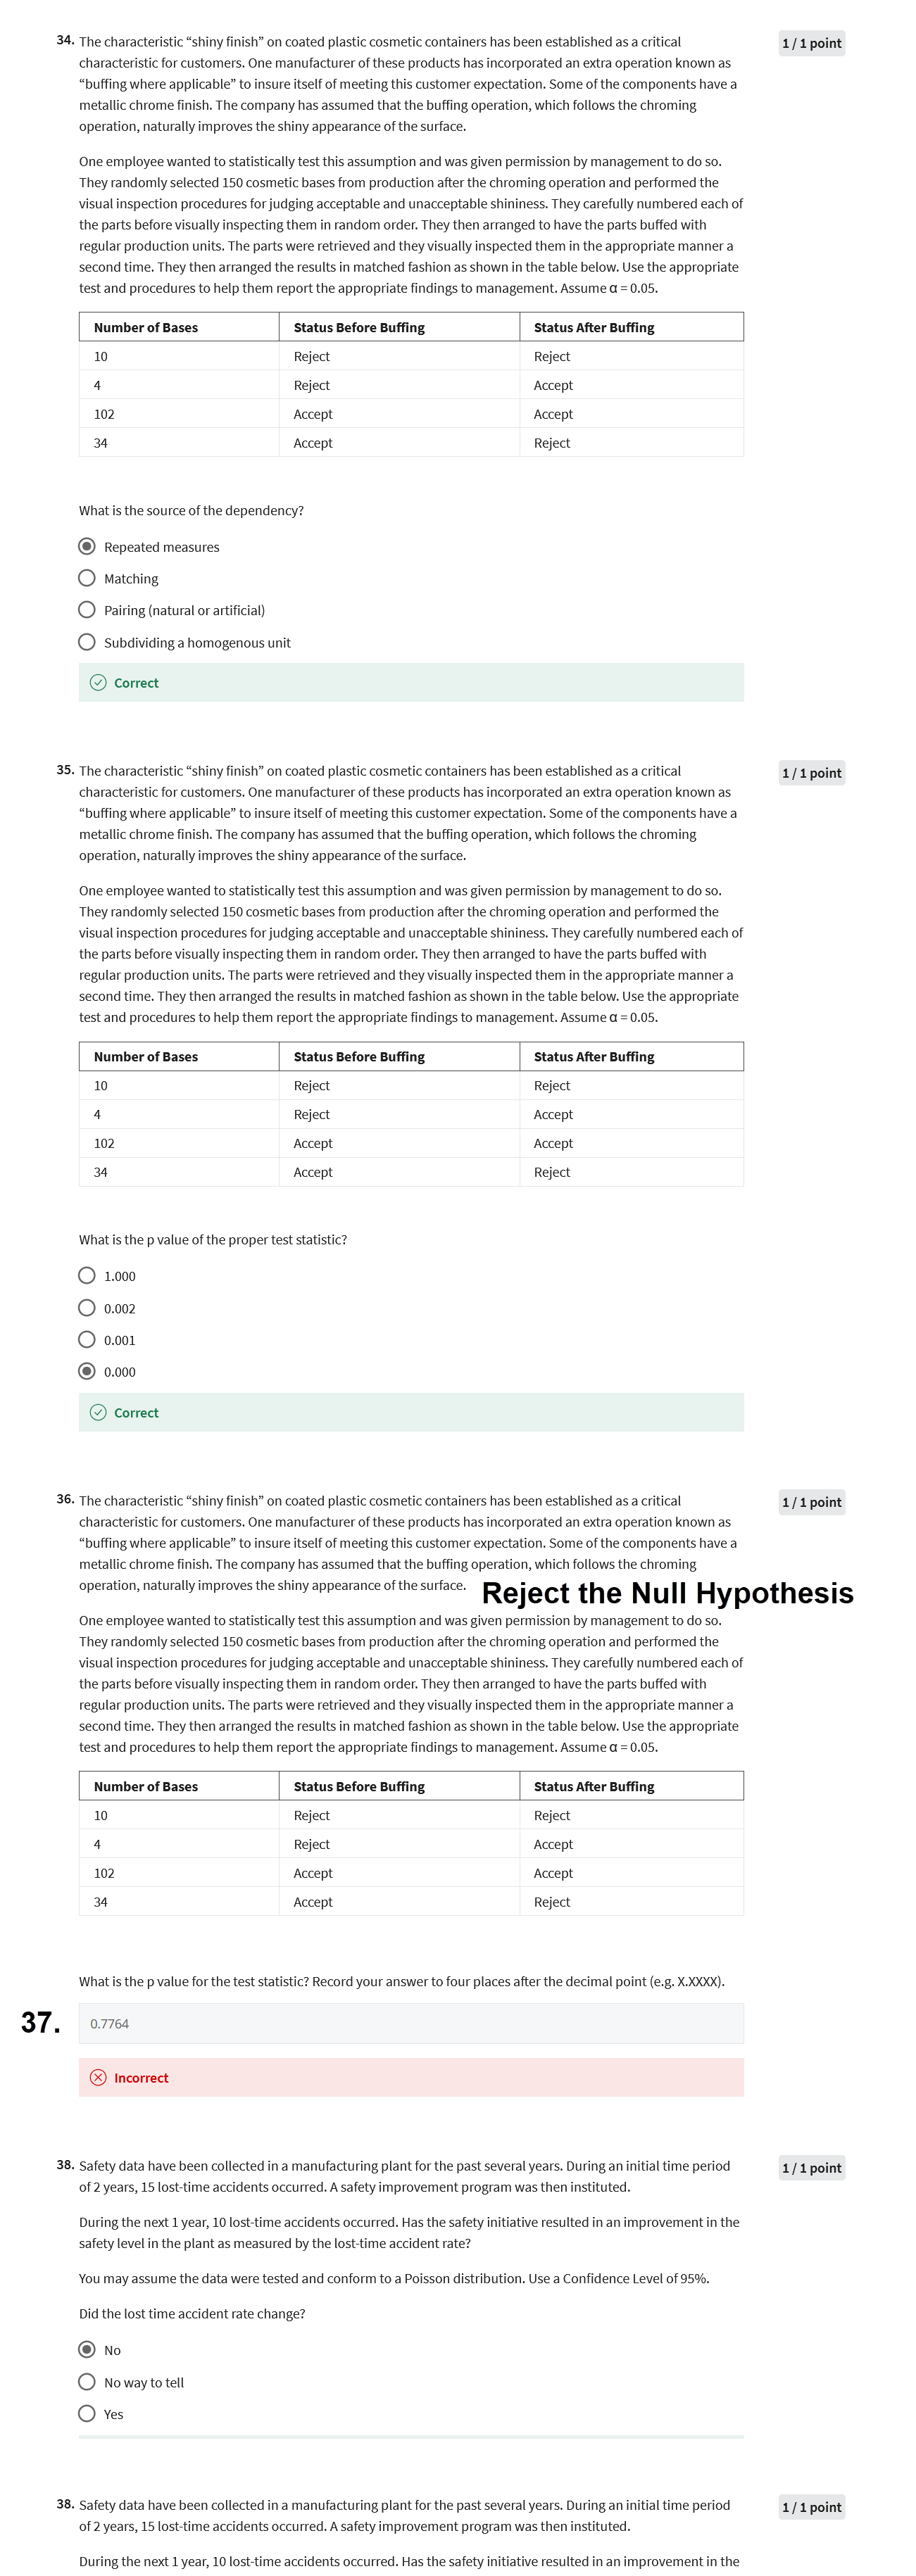 34. The characteristic “shiny finish” on coated plastic cosmetic containers has been established as a critical
1 / 1 point
characteristic for customers. One manufacturer of these products has incorporated an extra operation known as
“buffing where applicable” to insure itself of meeting this customer expectation. Some of the components have a
metallic chrome finish. The company has assumed that the buffing operation, which follows the chroming
operation, naturally improves the shiny appearance of the surface.
One employee wanted to statistically test this assumption and was given permission by management to do so.
They randomly selected 150 cosmetic bases from production after the chroming operation and performed the
visual inspection procedures for judging acceptable and unacceptable shininess. They carefully numbered each of
the parts before visually inspecting them in random order. They then arranged to have the parts buffed with
regular production units. The parts were retrieved and they visually inspected them in the appropriate manner a
second time. They then arranged the results in matched fashion as shown in the table below. Use the appropriate
test and procedures to help them report the appropriate findings to management. Assume α = 0.05.
Number of Bases Status Before Buffing Status After Buffing
10 Reject Reject
4 Reject Accept
102 Accept Accept
34 Accept Reject
What is the source of the dependency?
Repeated measures
Matching
Pairing (natural or artificial)
Subdividing a homogenous unit
Correct
35. The characteristic “shiny finish” on coated plastic cosmetic containers has been established as a critical
1 / 1 point
characteristic for customers. One manufacturer of these products has incorporated an extra operation known as
“buffing where applicable” to insure itself of meeting this customer expectation. Some of the components have a
metallic chrome finish. The company has assumed that the buffing operation, which follows the chroming
operation, naturally improves the shiny appearance of the surface.
One employee wanted to statistically test this assumption and was given permission by management to do so.
They randomly selected 150 cosmetic bases from production after the chroming operation and performed the
visual inspection procedures for judging acceptable and unacceptable shininess. They carefully numbered each of
the parts before visually inspecting them in random order. They then arranged to have the parts buffed with
regular production units. The parts were retrieved and they visually inspected them in the appropriate manner a
second time. They then arranged the results in matched fashion as shown in the table below. Use the appropriate
test and procedures to help them report the appropriate findings to management. Assume α = 0.05.
Number of Bases Status Before Buffing Status After Buffing
10 Reject Reject
4 Reject Accept
102 Accept Accept
34 Accept Reject
What is the p value of the proper test statistic?
1.000
0.002
0.001
0.000
Correct
36. The characteristic “shiny finish” on coated plastic cosmetic containers has been established as a critical
1 / 1 point
characteristic for customers. One manufacturer of these products has incorporated an extra operation known as
“buffing where applicable” to insure itself of meeting this customer expectation. Some of the components have a
metallic chrome finish. The company has assumed that the buffing operation, which follows the chroming
operation, naturally improves the shiny appearance of the surface.
Reject the Null Hypothesis
One employee wanted to statistically test this assumption and was given permission by management to do so.
They randomly selected 150 cosmetic bases from production after the chroming operation and performed the
visual inspection procedures for judging acceptable and unacceptable shininess. They carefully numbered each of
the parts before visually inspecting them in random order. They then arranged to have the parts buffed with
regular production units. The parts were retrieved and they visually inspected them in the appropriate manner a
second time. They then arranged the results in matched fashion as shown in the table below. Use the appropriate
test and procedures to help them report the appropriate findings to management. Assume α = 0.05.
Number of Bases Status Before Buffing Status After Buffing
10 Reject Reject
4 Reject Accept
102 Accept Accept
34 Accept Reject
What is the p value for the test statistic? Record your answer to four places after the decimal point (e.g. X.XXXX).
37. 0.7764
Incorrect
38. Safety data have been collected in a manufacturing plant for the past several years. During an initial time period
1 / 1 point
of 2 years, 15 lost-time accidents occurred. A safety improvement program was then instituted.
During the next 1 year, 10 lost-time accidents occurred. Has the safety initiative resulted in an improvement in the
safety level in the plant as measured by the lost-time accident rate?
You may assume the data were tested and conform to a Poisson distribution. Use a Confidence Level of 95%.
Did the lost time accident rate change?
No
No way to tell
Yes
38. Safety data have been collected in a manufacturing plant for the past several years. During an initial time period
1 / 1 point
of 2 years, 15 lost-time accidents occurred. A safety improvement program was then instituted.
During the next 1 year, 10 lost-time accidents occurred. Has the safety initiative resulted in an improvement in the